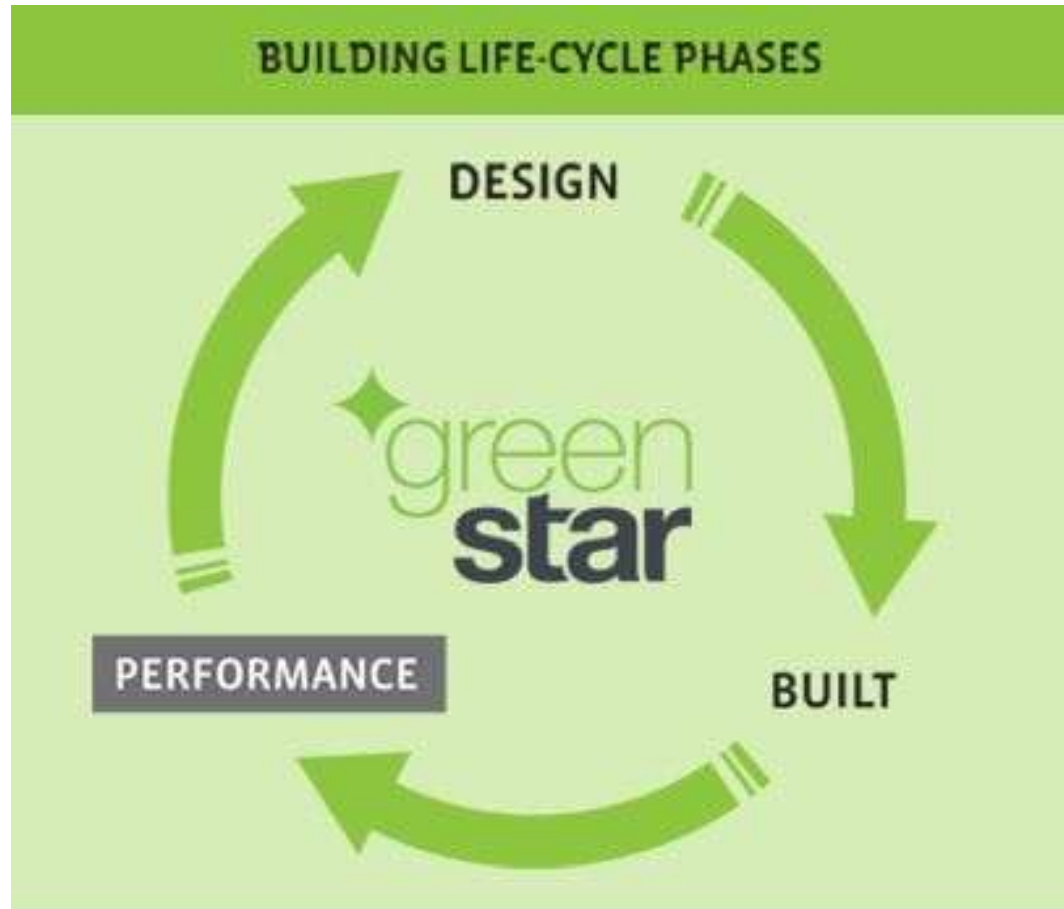 BUILDING LIFE-CYCLE PHASES
DESIGN
green
star
PERFORMANCE
BUILT